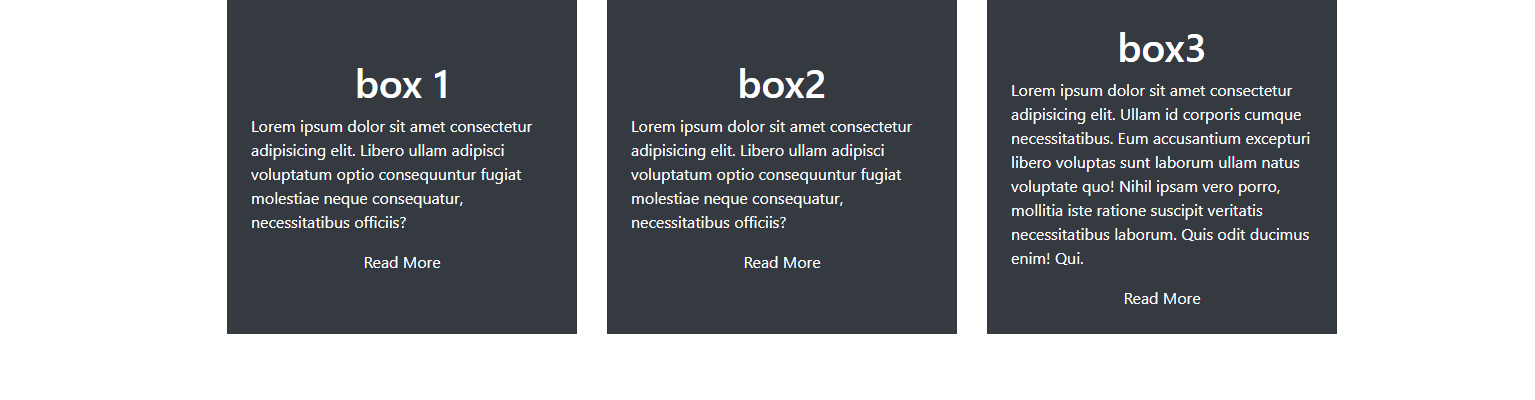 box 1
Lorem ipsum dolor sit amet consectetur
adipisicing elit. Libero ullam adipisci
voluptatum optio consequuntur fugiat
molestiae neque consequatur,
necessitatibus officiis?
Read More
box2
Lorem ipsum dolor sit amet consectetur
adipisicing elit. Libero ullam adipisci
voluptatum optio consequuntur fugiat
molestiae neque consequatur,
necessitatibus officiis?
Read More
box3
Lorem ipsum dolor sit amet consectetur
adipisicing elit. Ullam id corporis cumque
necessitatibus. Eum accusantium excepturi
libero voluptas sunt laborum ullam natus
voluptate quo! Nihil ipsam vero porro,
mollitia iste ratione suscipit veritatis
necessitatibus laborum. Quis odit ducimus
enim! Qui.
Read More